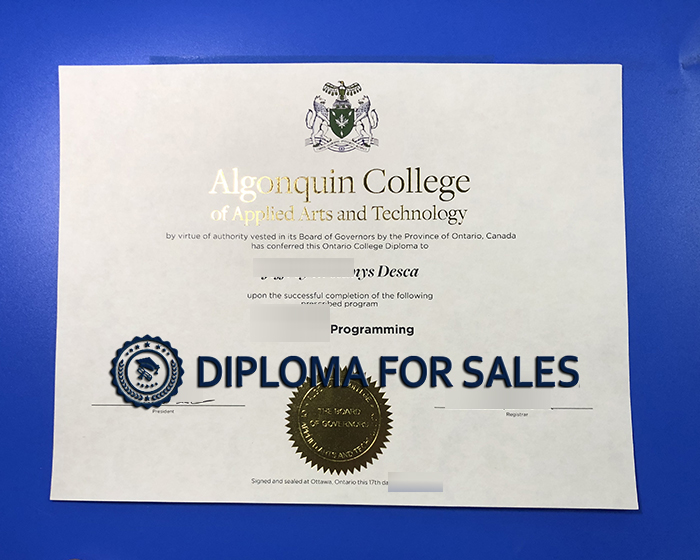 Algonquin College
of Applied Arts and Technology
by virtue of authority vested in its Board of Governors by the Province of Ontario, Canada
has conferred this Ontario College Diploma to
nys Desca
upon the successful completion of the following
prescribed program
Programming
DIPLOMA FOR SALES
President
Registrar
THE BOARD
OF GOVERNORS
Signed and sealed at Ottawa, Ontario this 17th da